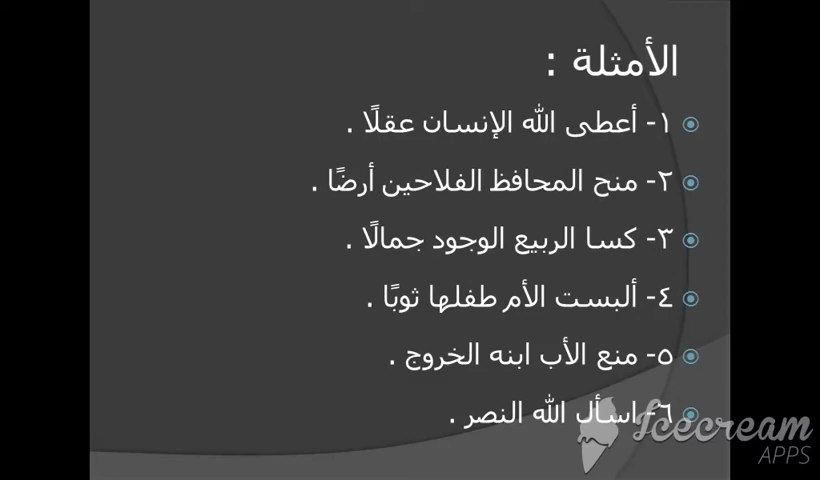 الأمثلة :
١- أعطى الله الإنسان عقلًا .
٢- منح المحافظ الفلاحين أرضًا .
٣- كسا الربيع الوجود جمالًا .
٤- ألبست الأم طفلها ثوبًا .
٥- منع الأب ابنه الخروج .
٦- اسأل الله النصر .
Icecream
APPS